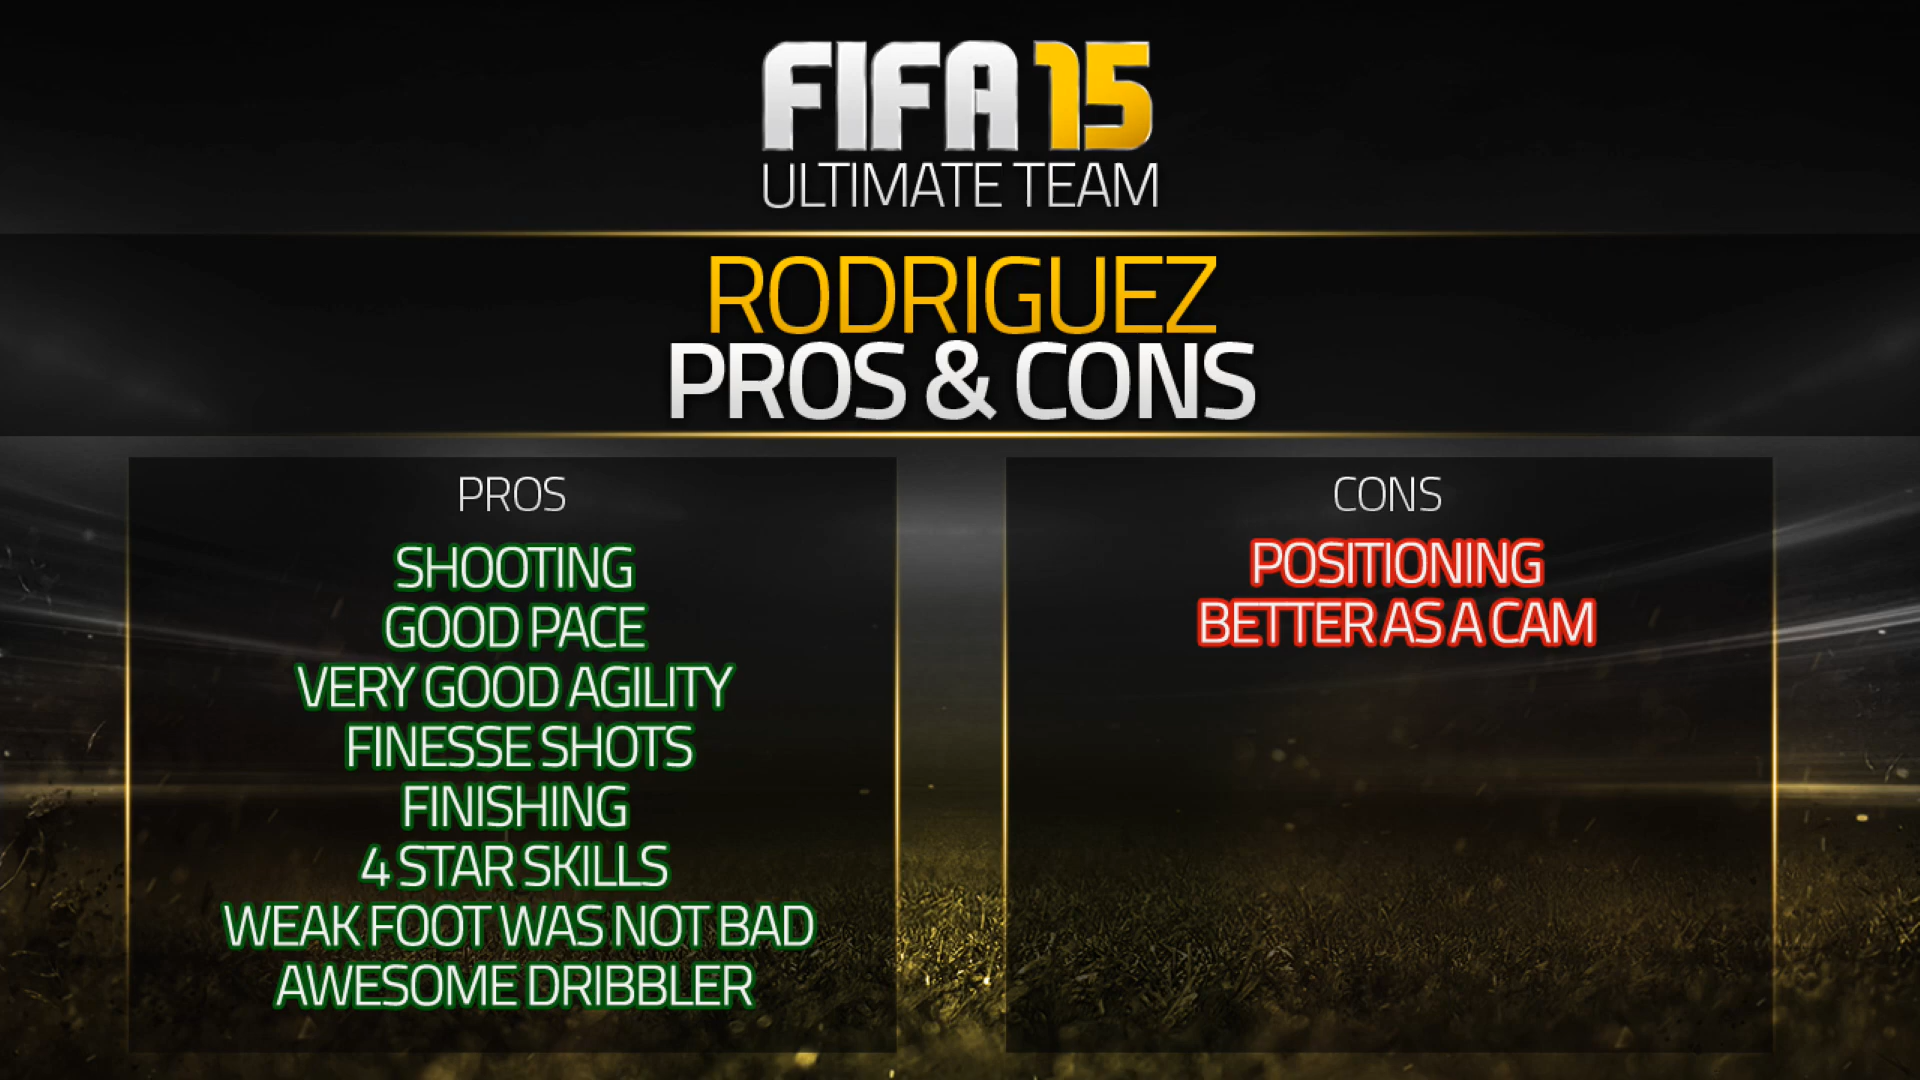 FIFA 15
ULTIMATE TEAM
RODRIGUEZ
PROS & CONS
PROS
SHOOTING
GOOD PACE
VERY GOOD AGILITY
FINESSE SHOTS
FINISHING
4 STAR SKILLS
WEAK FOOT WAS NOT BAD
AWESOME DRIBBLER
CONS
POSITIONING
BETTER AS A CAM